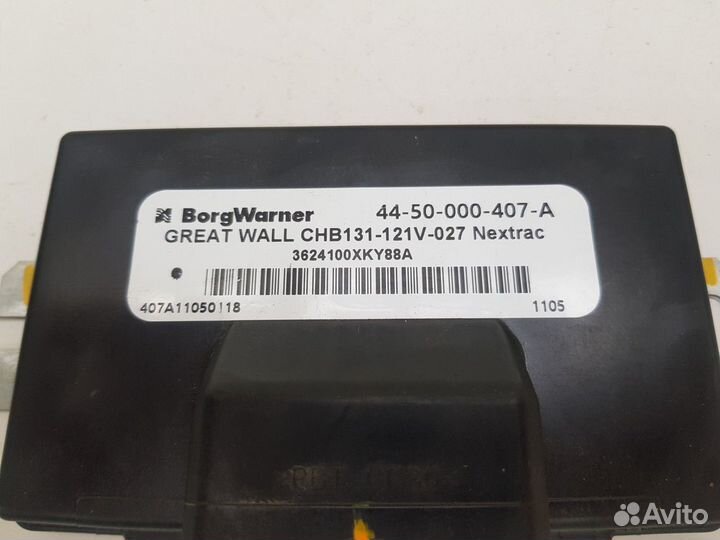 BorgWarner 44-50-000-407-A
GREAT WALL CHB131-121V-027 Nextrac
3624100XKY88A
407A11050118 1105
Avito